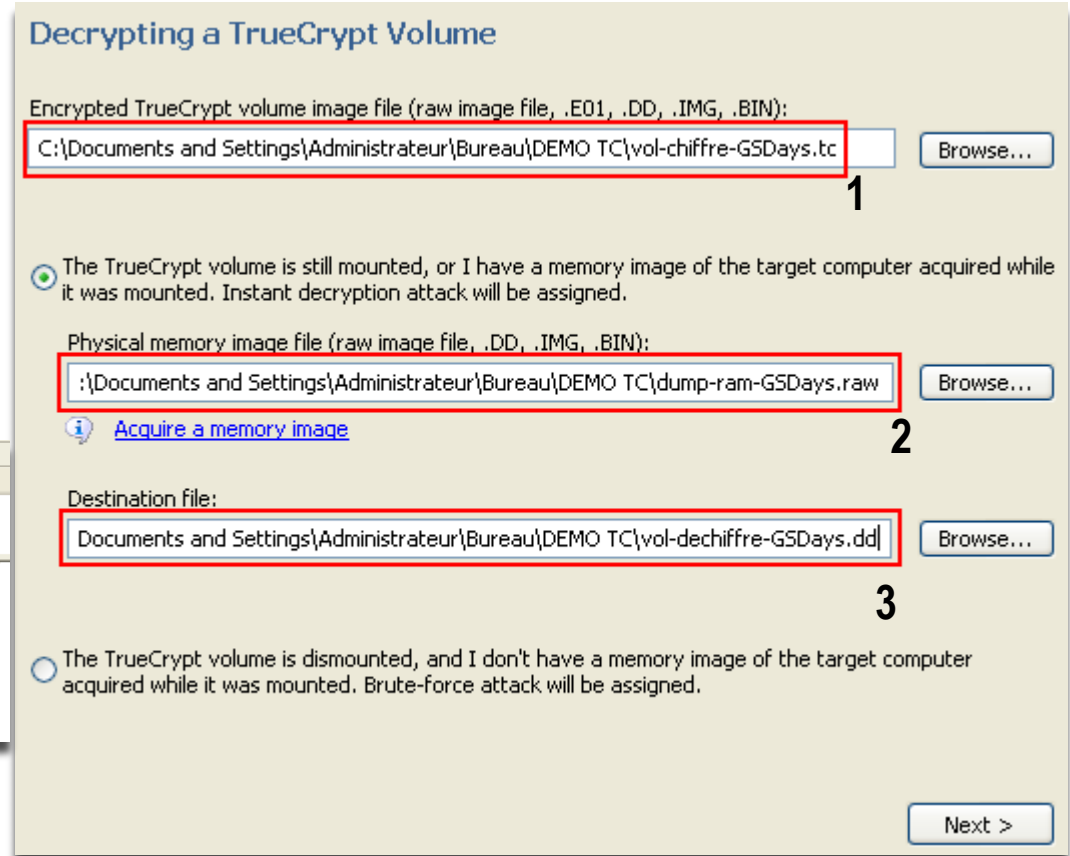 Decrypting a TrueCrypt Volume
Encrypted TrueCrypt volume image file (raw image file, .E01, .DD, .IMG, .BIN):
C:\Documents and Settings\Administrateur\Bureau\DEMO TC\vol-chiffre-GSDays.tc
Browse...
1
The TrueCrypt volume is still mounted, or I have a memory image of the target computer acquired while
it was mounted. Instant decryption attack will be assigned.
Physical memory image file (raw image file, .DD, .IMG, .BIN):
:\Documents and Settings\Administrateur\Bureau\DEMO TC\dump-ram-GSDays.raw
Browse...
Acquire a memory image
2
Destination file:
Documents and Settings\Administrateur\Bureau\DEMO TC\vol-dechiffre-GSDays.dd
Browse...
3
The TrueCrypt volume is dismounted, and I don't have a memory image of the target computer
acquired while it was mounted. Brute-force attack will be assigned.
Next >